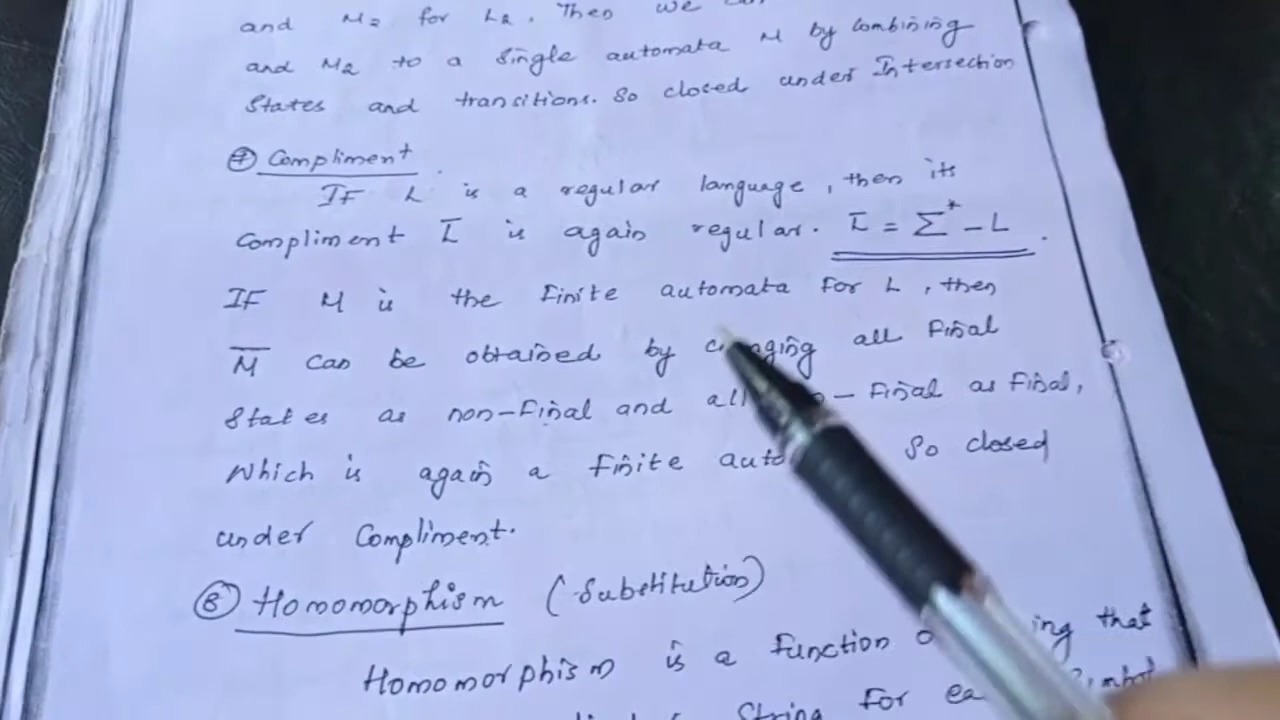 and M2 for L2. Then we
and M2 to a single automata M by combining
states and transitions. So closed under Intersection
⑦ Compliment
IF L is a regular language, then its
compliment L̅ is again regular. L̅ = Σ* – L.
IF M is the finite automata for L, then
M̅ can be obtained by changing all final
states as non-final and all – final as final,
Which is again a finite So closed
under Compliment.
⑧ Homomorphism (Substitution)
Homomorphism is a function that
String for